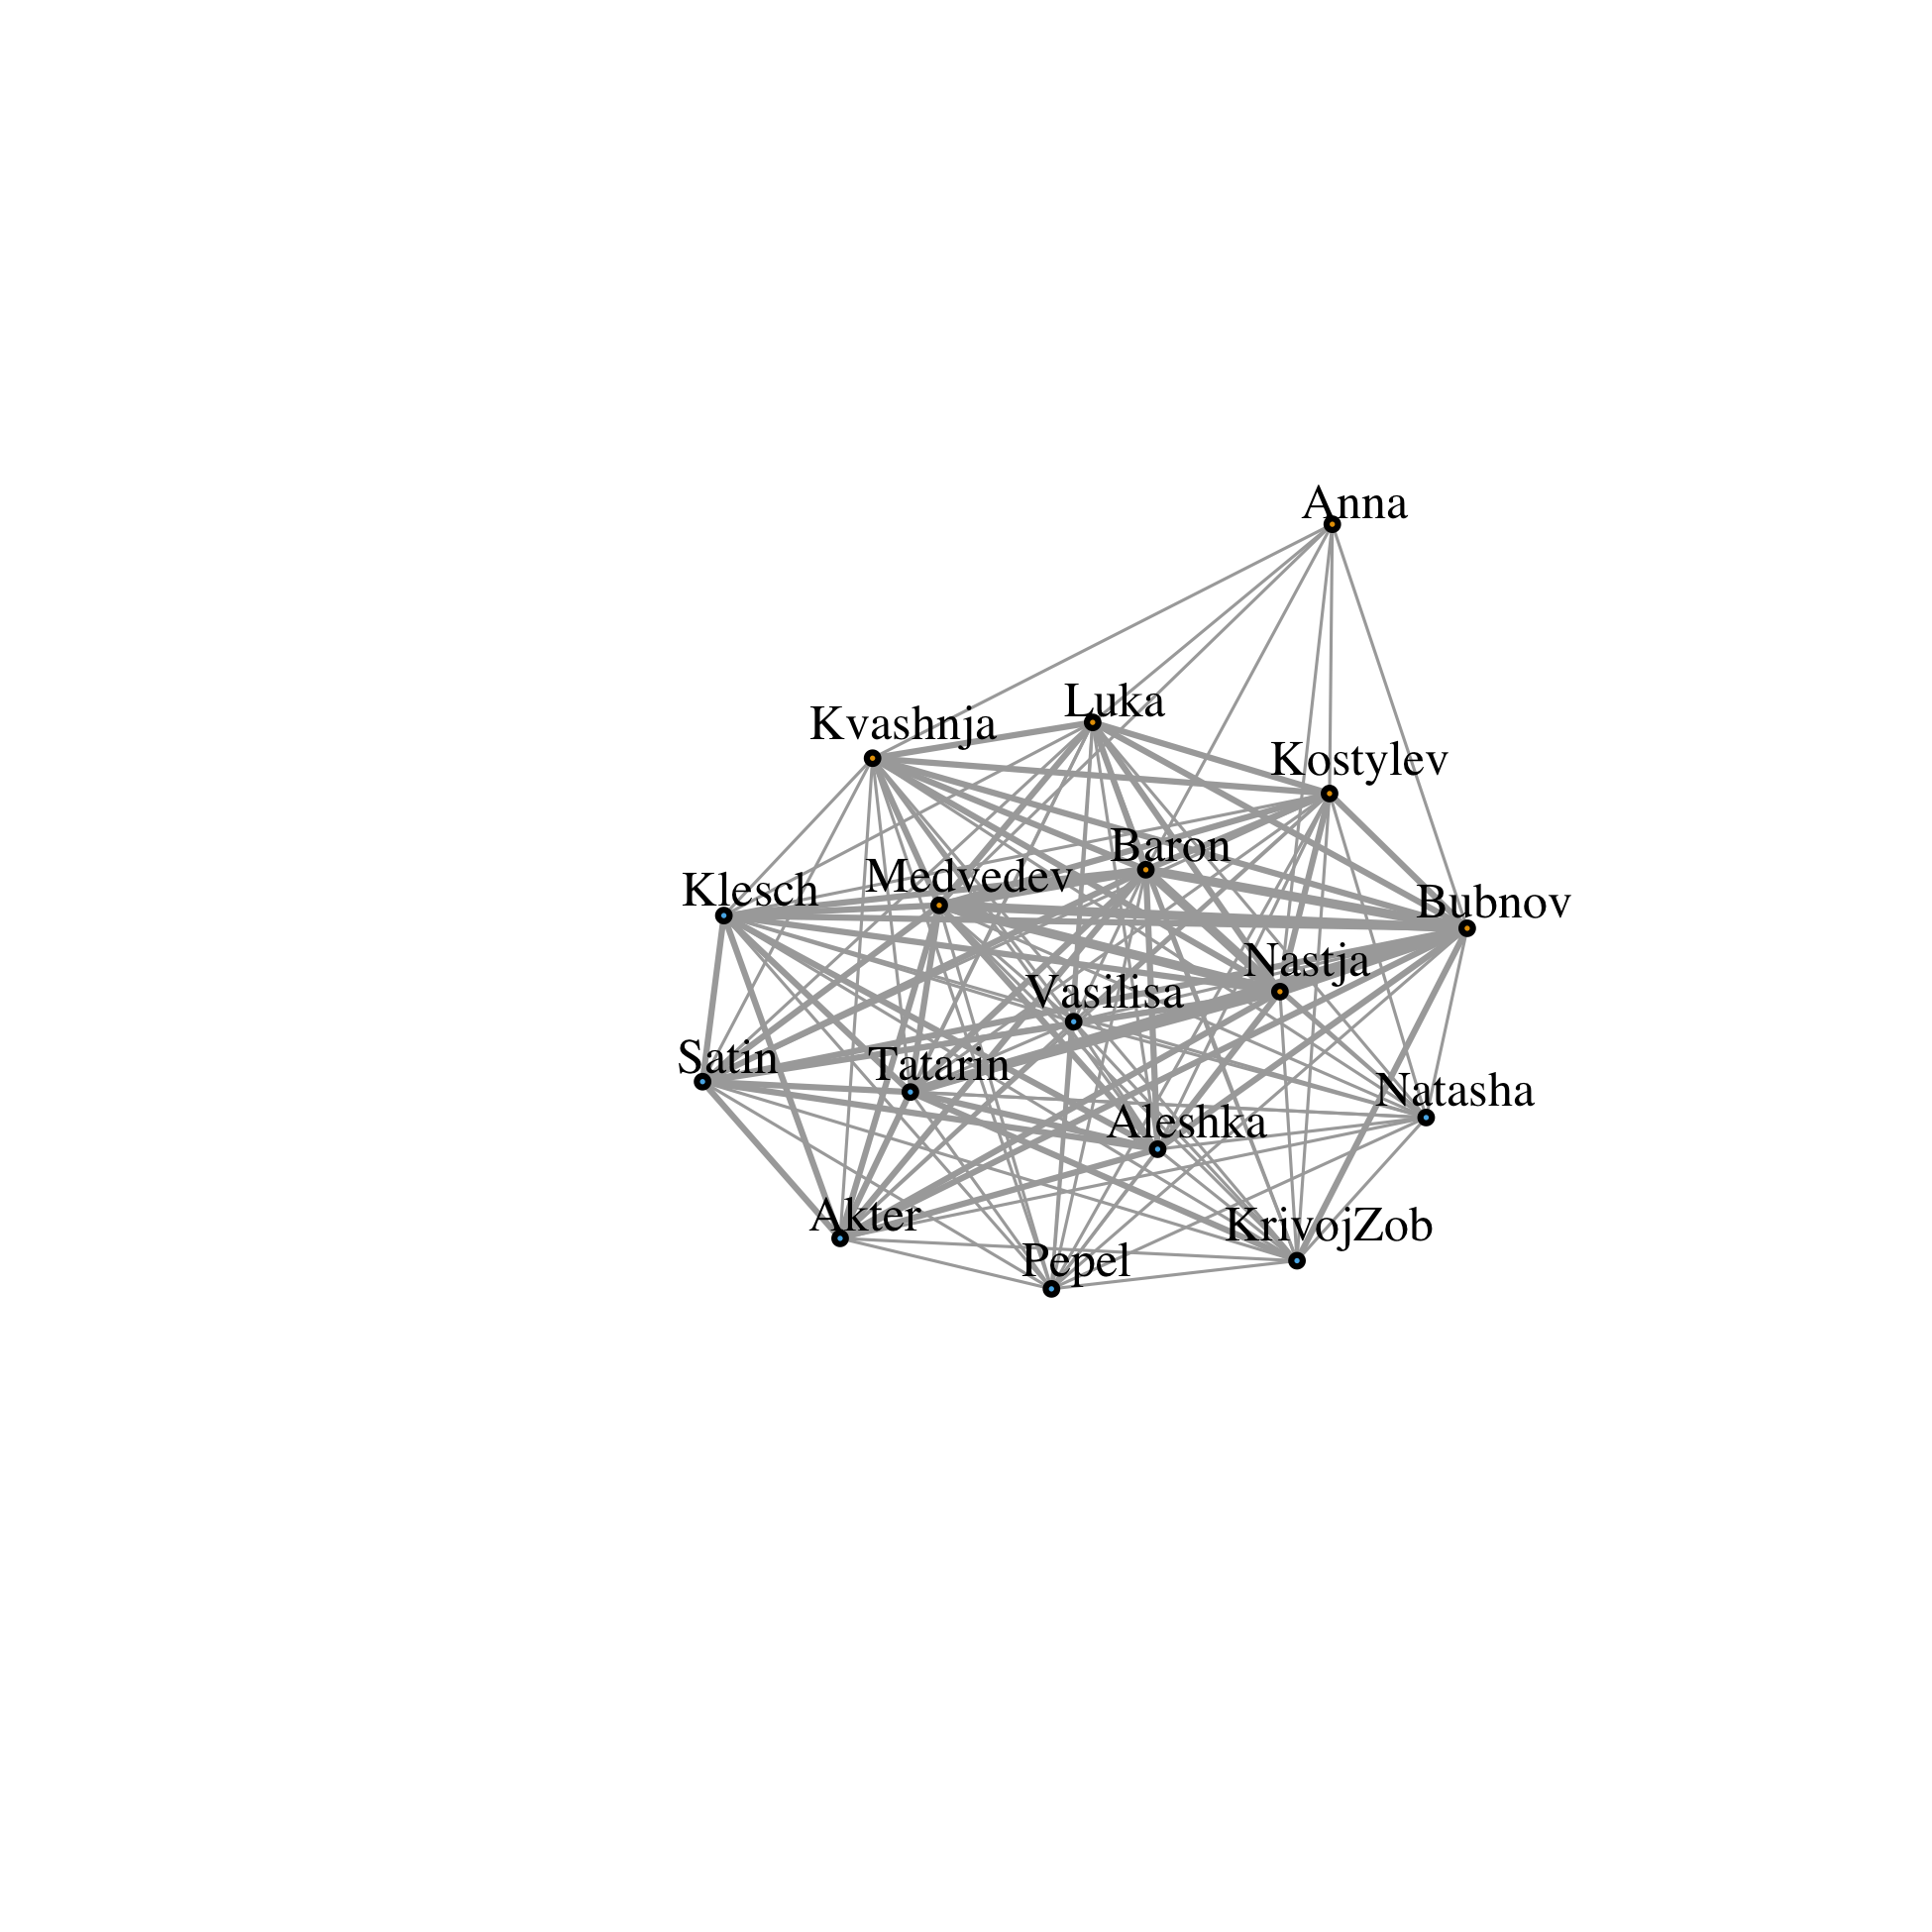 Anna
Luka
Kvashnja
Kostylev
Baron
Medvedev
Klesch
Bubnov
Nastja
Vasilisa
Satin
Tatarin
Natasha
Aleshka
Akter
KrivojZob
Pepel